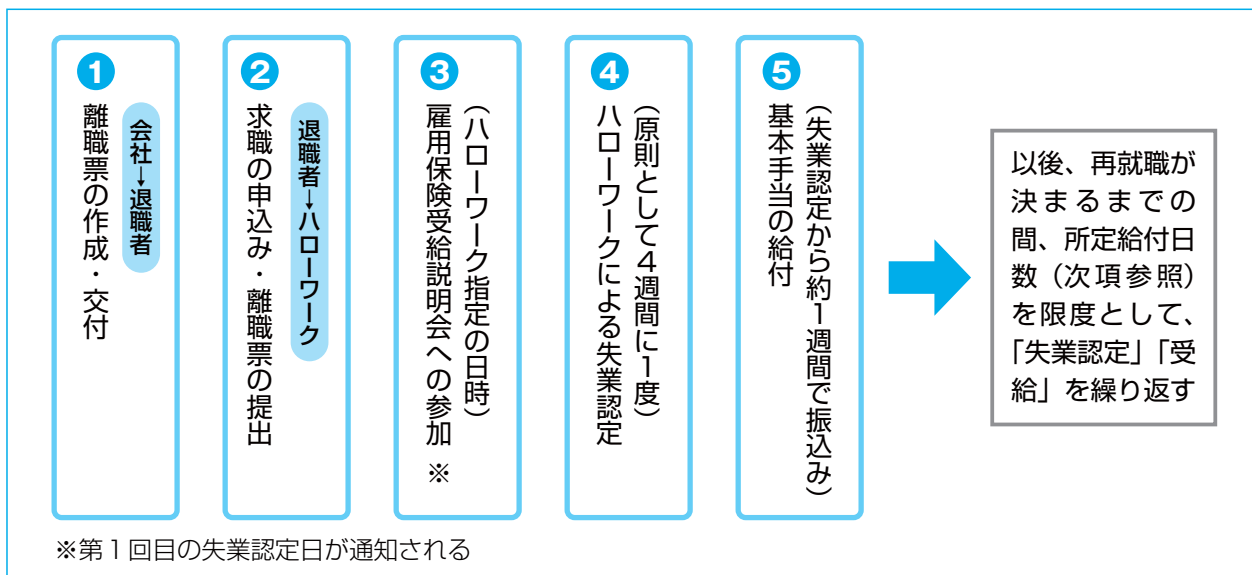 ❶
会社→退職者
離職票の作成・交付
❷
退職者→ハローワーク
求職の申込み・離職票の提出
❸
（ハローワーク指定の日時）
雇用保険受給説明会への参加 ※
❹
（原則として４週間に１度）
ハローワークによる失業認定
❺
（失業認定から約１週間で振込み）
基本手当の給付
以後、再就職が
決まるまでの
間、所定給付日
数（次項参照）
を限度として、
「失業認定」「受
給」を繰り返す
※第１回目の失業認定日が通知される